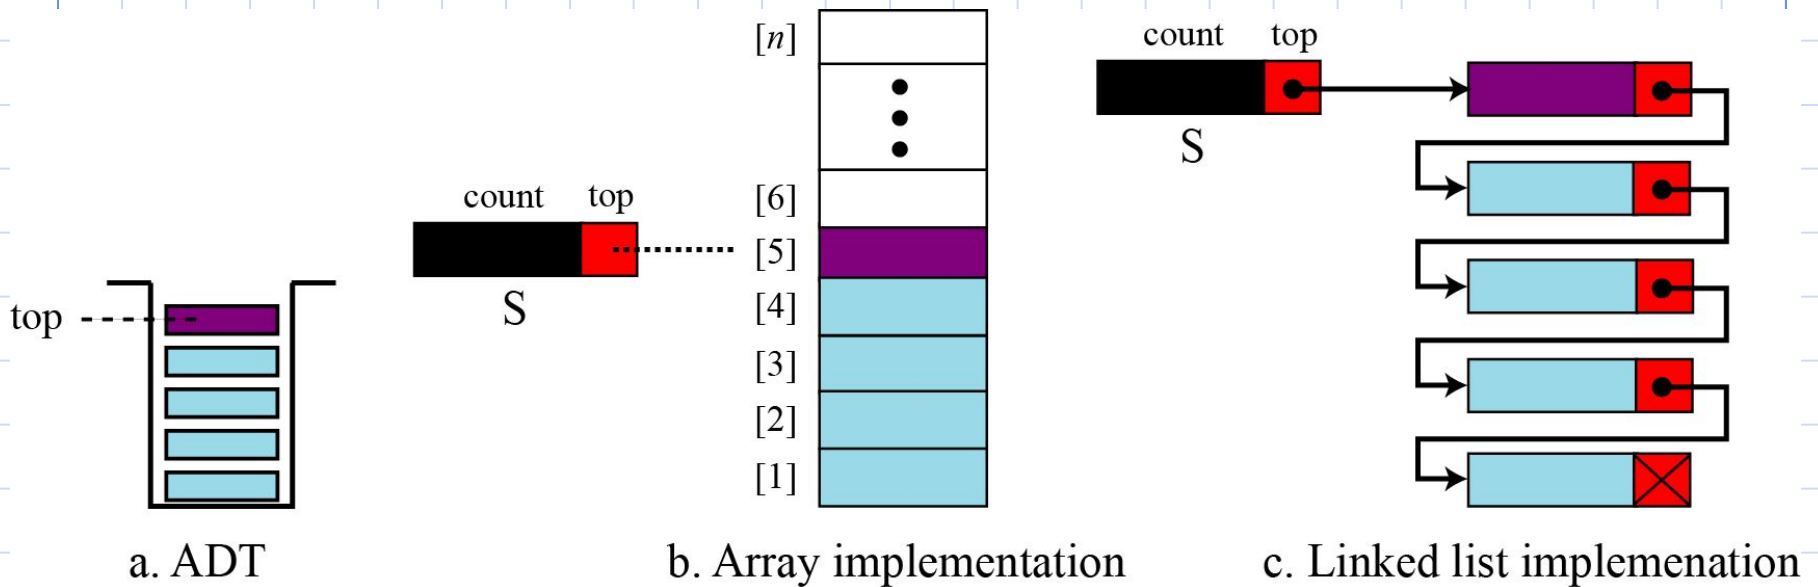 top
a. ADT
count top
S
[n]
[6]
[5]
[4]
[3]
[2]
[1]
b. Array implementation
count top
S
c. Linked list implemenation